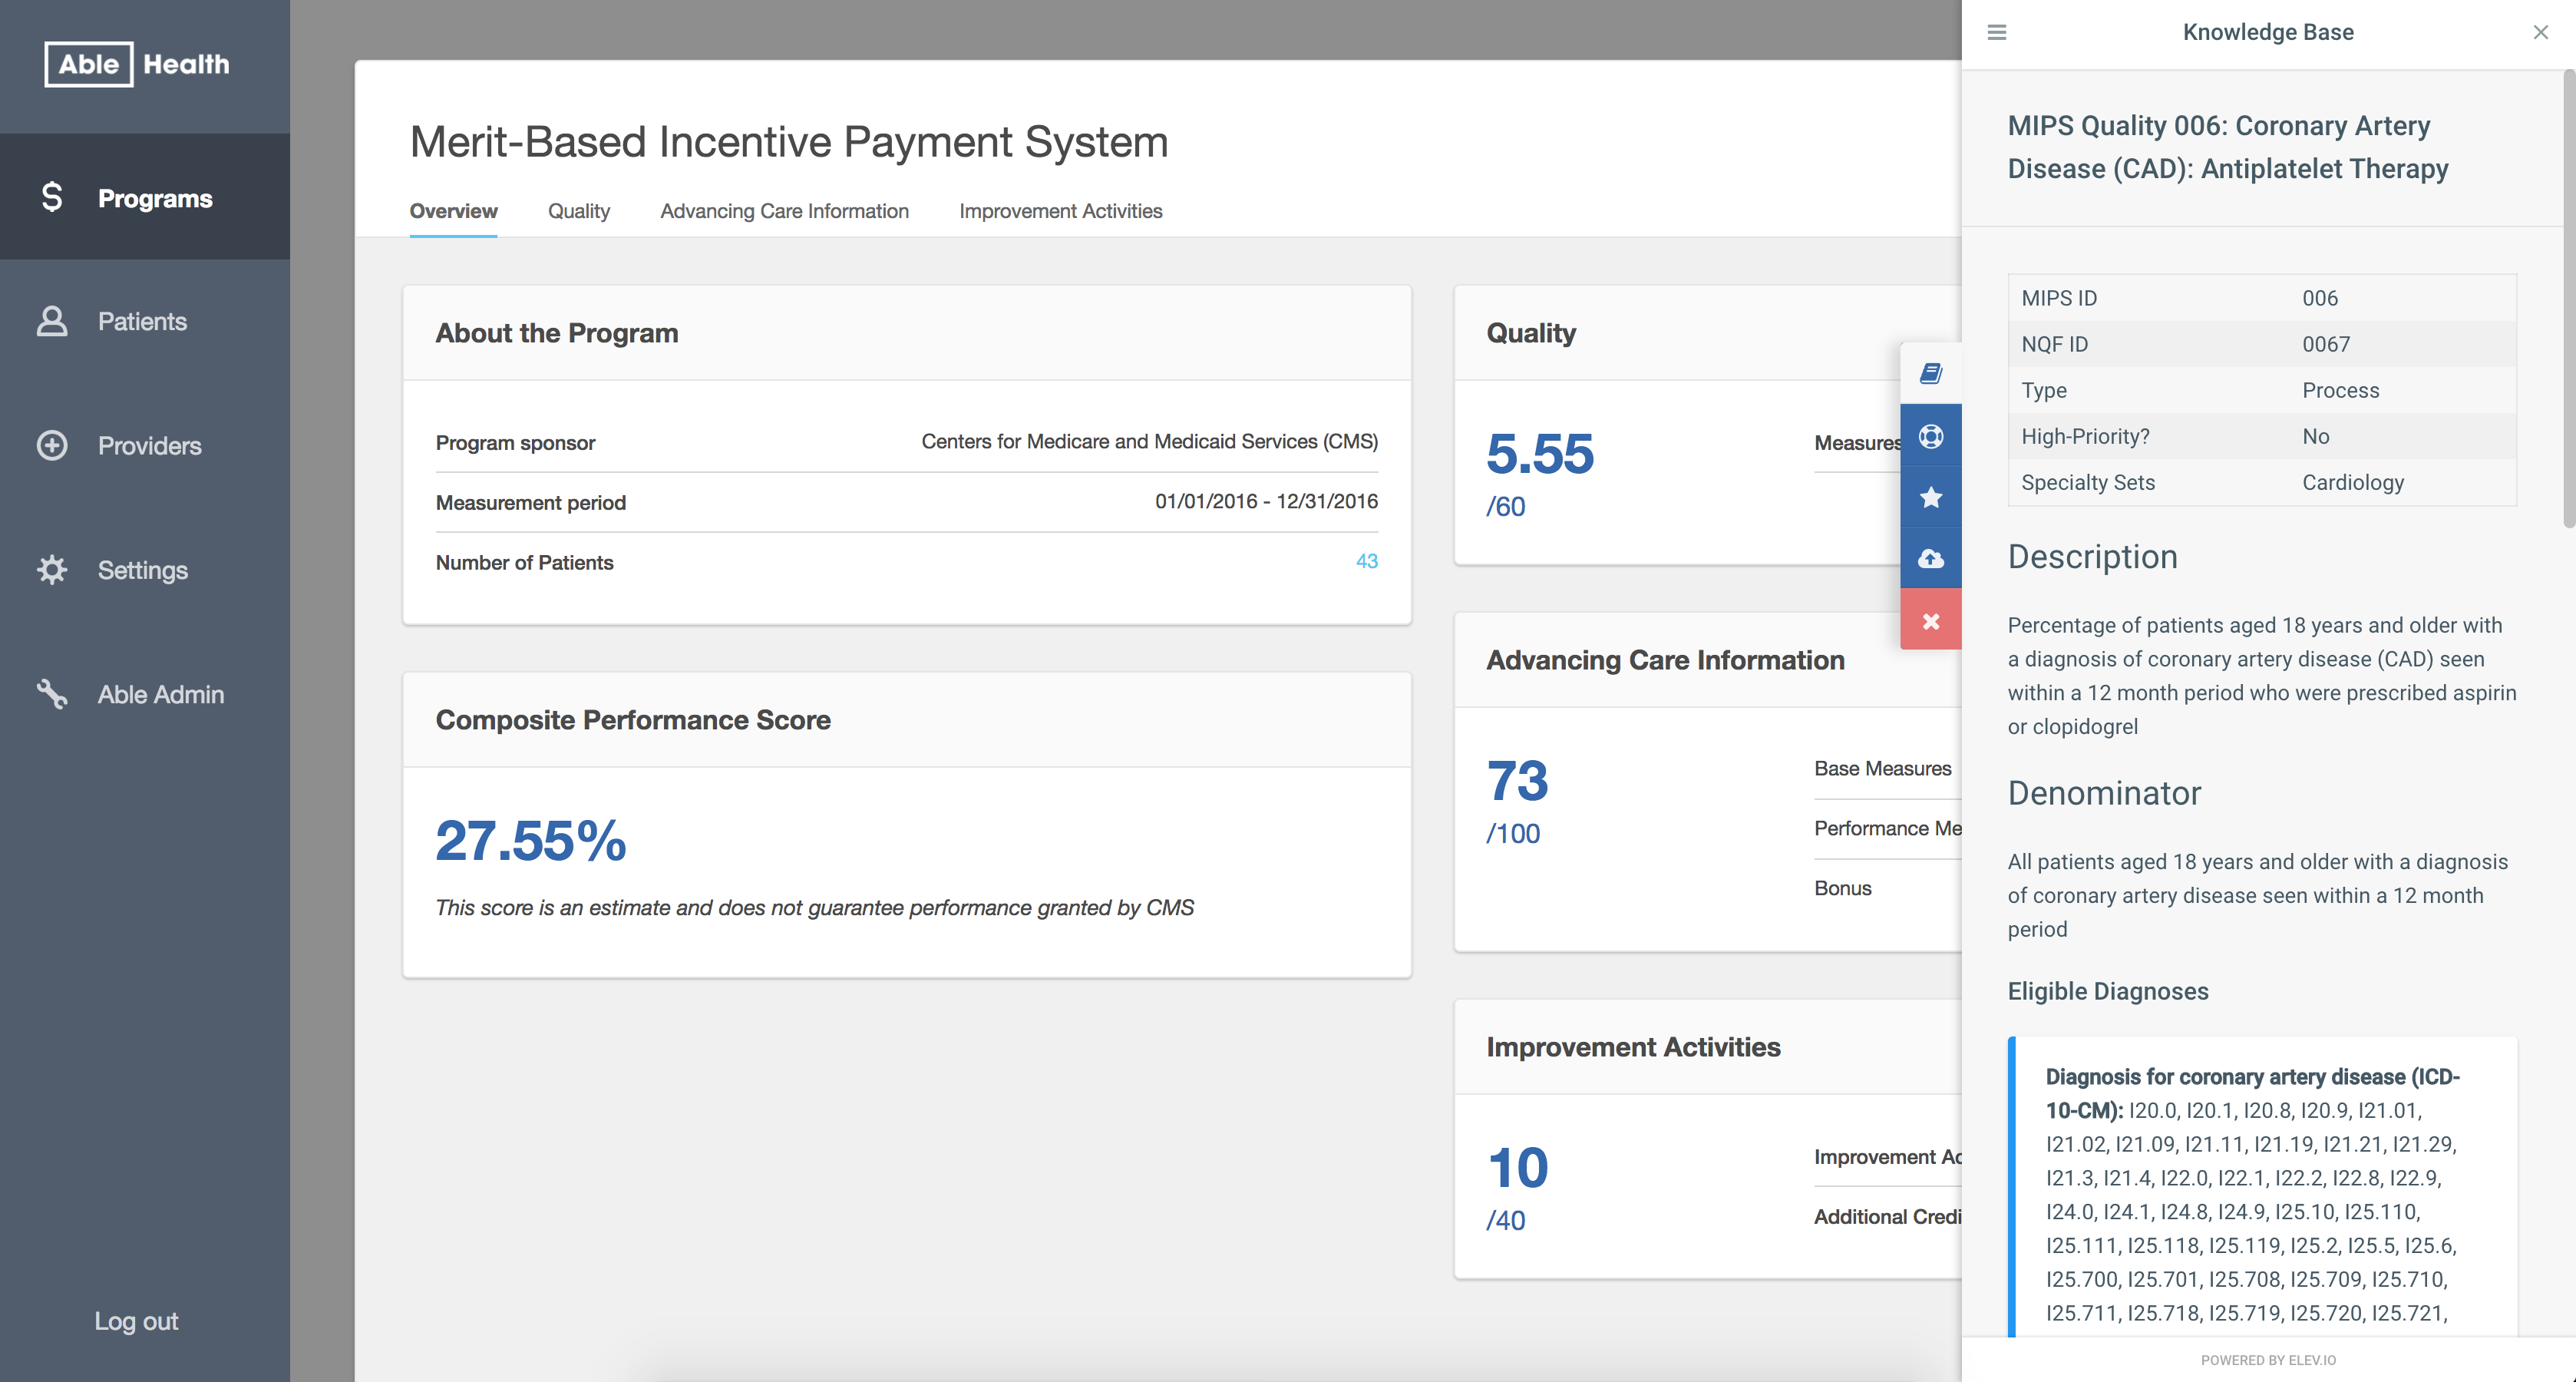 Able Health
Programs
Patients
Providers
Settings
Able Admin
Log out
Merit-Based Incentive Payment System
Overview Quality Advancing Care Information Improvement Activities
About the Program
Program sponsor Centers for Medicare and Medicaid Services (CMS)
Measurement period 01/01/2016 - 12/31/2016
Number of Patients 43
Composite Performance Score
27.55%
This score is an estimate and does not guarantee performance granted by CMS
Quality
5.55
/60
Measures
Advancing Care Information
73
/100
Base Measures
Performance Me
Bonus
Improvement Activities
10
/40
Improvement Ac
Additional Credi
Knowledge Base
MIPS Quality 006: Coronary Artery
Disease (CAD): Antiplatelet Therapy
MIPS ID 006
NQF ID 0067
Type Process
High-Priority? No
Specialty Sets Cardiology
Description
Percentage of patients aged 18 years and older with
a diagnosis of coronary artery disease (CAD) seen
within a 12 month period who were prescribed aspirin
or clopidogrel
Denominator
All patients aged 18 years and older with a diagnosis
of coronary artery disease seen within a 12 month
period
Eligible Diagnoses
Diagnosis for coronary artery disease (ICD-
10-CM): I20.0, I20.1, I20.8, I20.9, I21.01,
I21.02, I21.09, I21.11, I21.19, I21.21, I21.29,
I21.3, I21.4, I22.0, I22.1, I22.2, I22.8, I22.9,
I24.0, I24.1, I24.8, I24.9, I25.10, I25.110,
I25.111, I25.118, I25.119, I25.2, I25.5, I25.6,
I25.700, I25.701, I25.708, I25.709, I25.710,
I25.711, I25.718, I25.719, I25.720, I25.721,
POWERED BY ELEV.IO